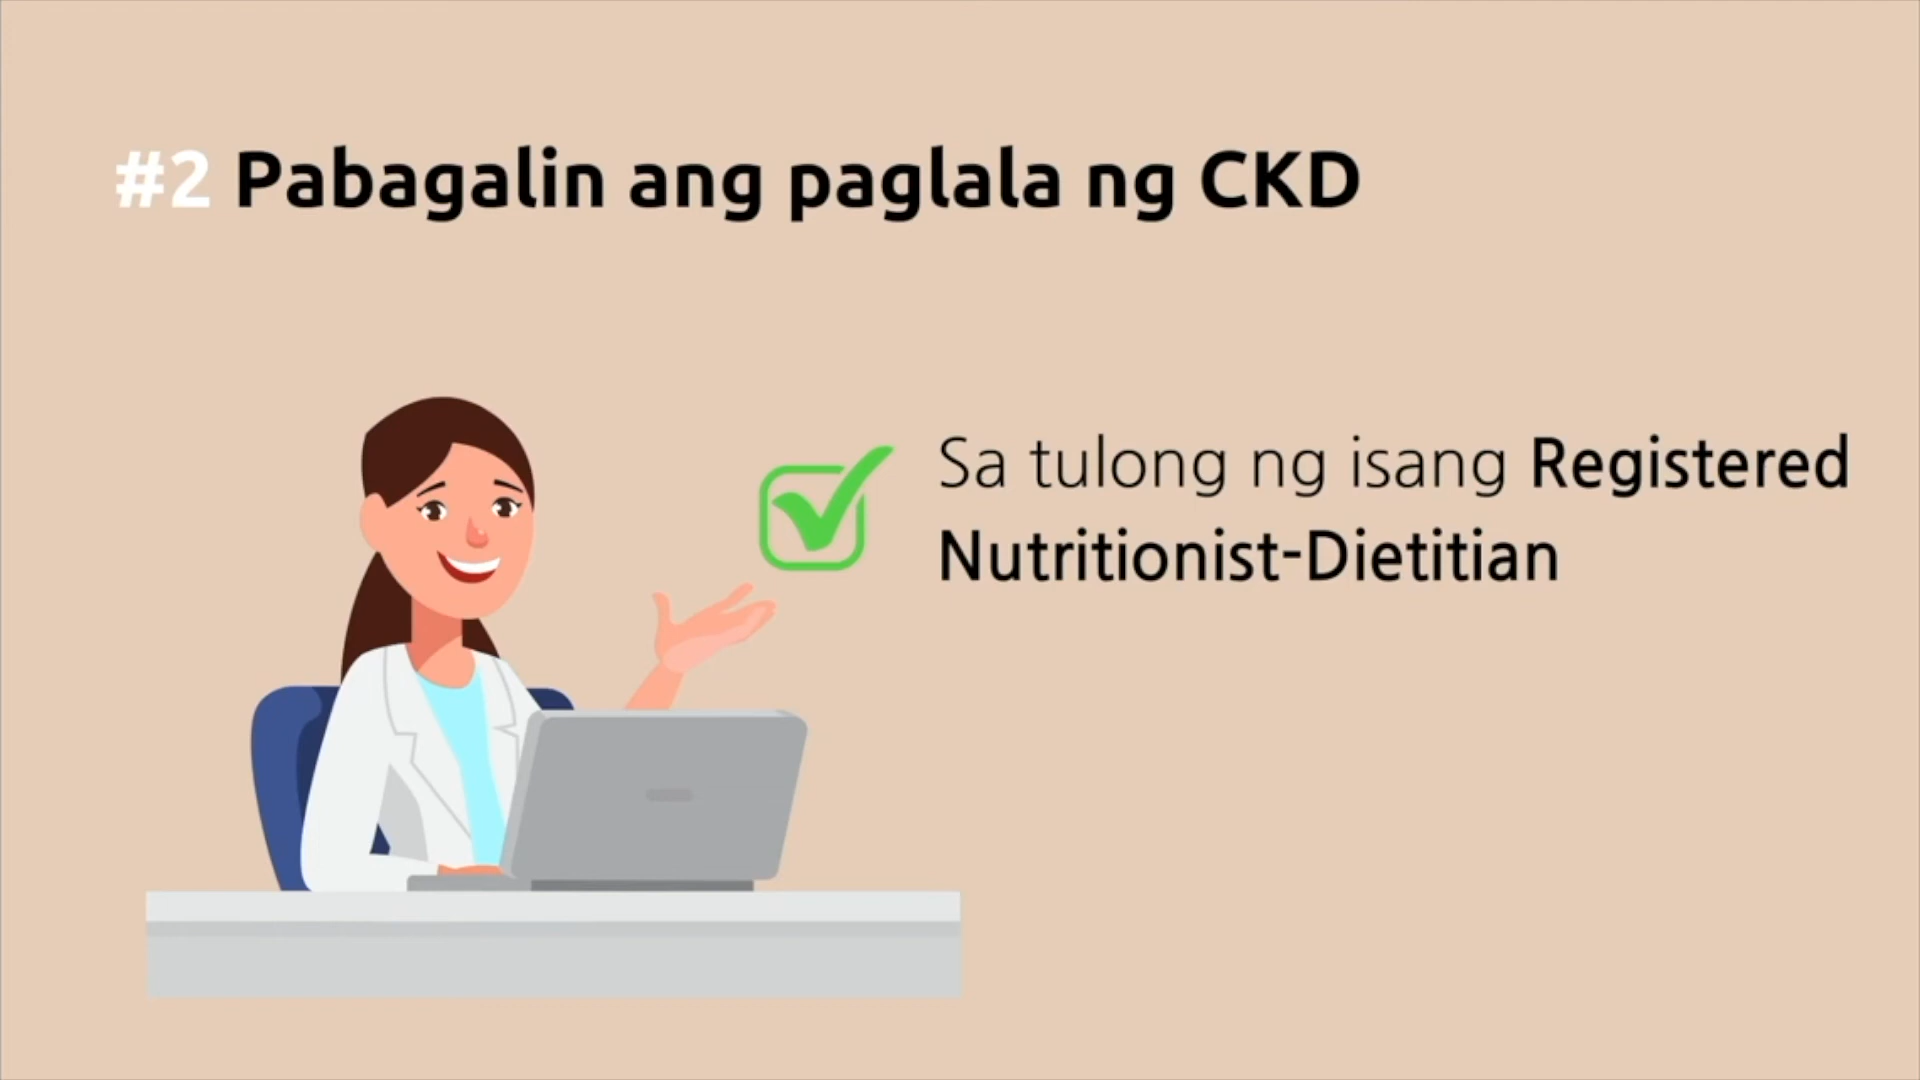 #2 Pabagalin ang paglala ng CKD
Sa tulong ng isang Registered
Nutritionist-Dietitian